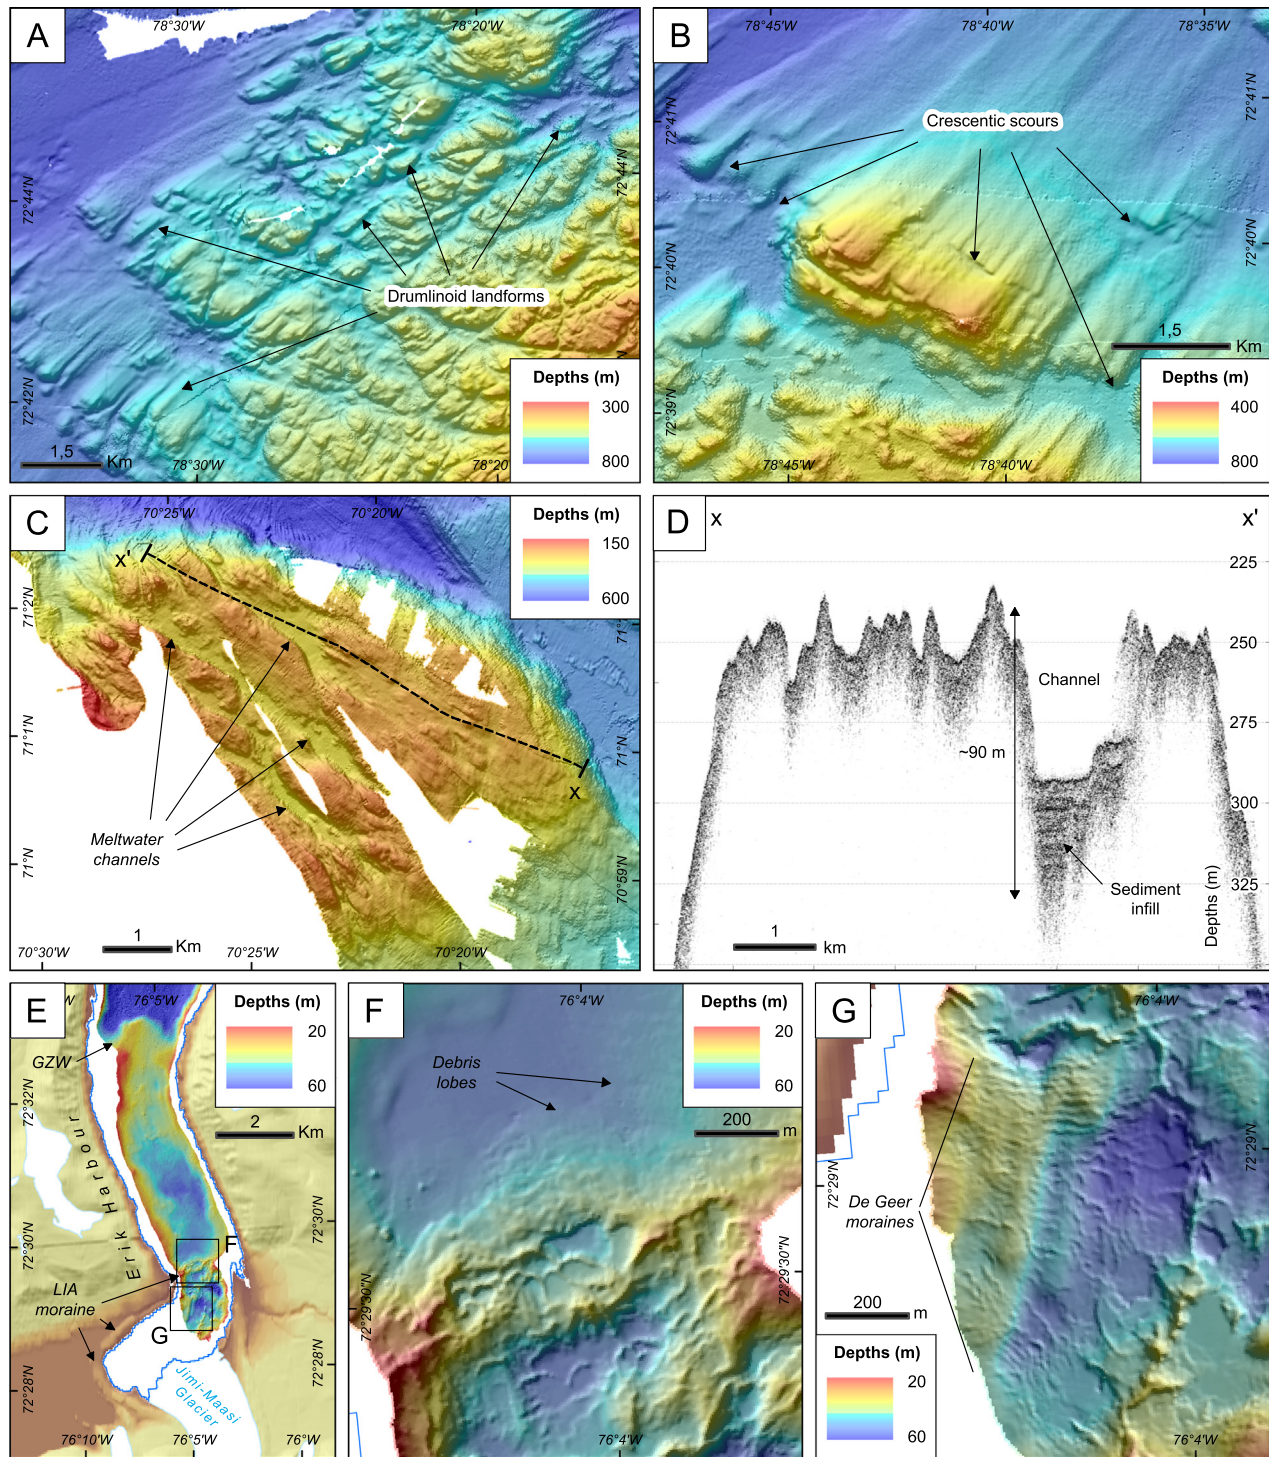 A
78°30'W
78°20'W
72°44'N
72°44'N
Drumlinoid landforms
72°42'N
1,5
Km
78°30'W
78°20'
Depths (m)
300
800
B
78°45'W
78°40'W
78°35'W
72°41'N
72°41'N
Crescentic scours
72°40'N
72°40'N
72°39'N
1,5
Km
78°45'W
78°40'W
Depths (m)
400
800
C
70°25'W
70°20'W
Depths (m)
150
600
x'
71°2'N
71°1'N
71°N
71°N
x
Meltwater
channels
70°59'N
1
Km
70°30'W
70°25'W
70°20'W
D
x
x'
225
250
Channel
275
~90 m
300
Sediment
infill
325
Depths (m)
1
km
E
76°5'W
Depths (m)
20
60
GZW
2
Km
72°32'N
Erik Harbour
72°30'N
72°30'N
F
LIA
moraine
G
72°28'N
72°28'N
Jimi-Maasi
Glacier
76°10'W
76°5'W
76°W
F
76°4'W
Depths (m)
20
60
Debris
lobes
200
m
72°29'30"N
72°29'30"N
76°4'W
G
76°4'W
72°29'N
72°29'N
De Geer
moraines
200
m
Depths (m)
20
60
76°4'W